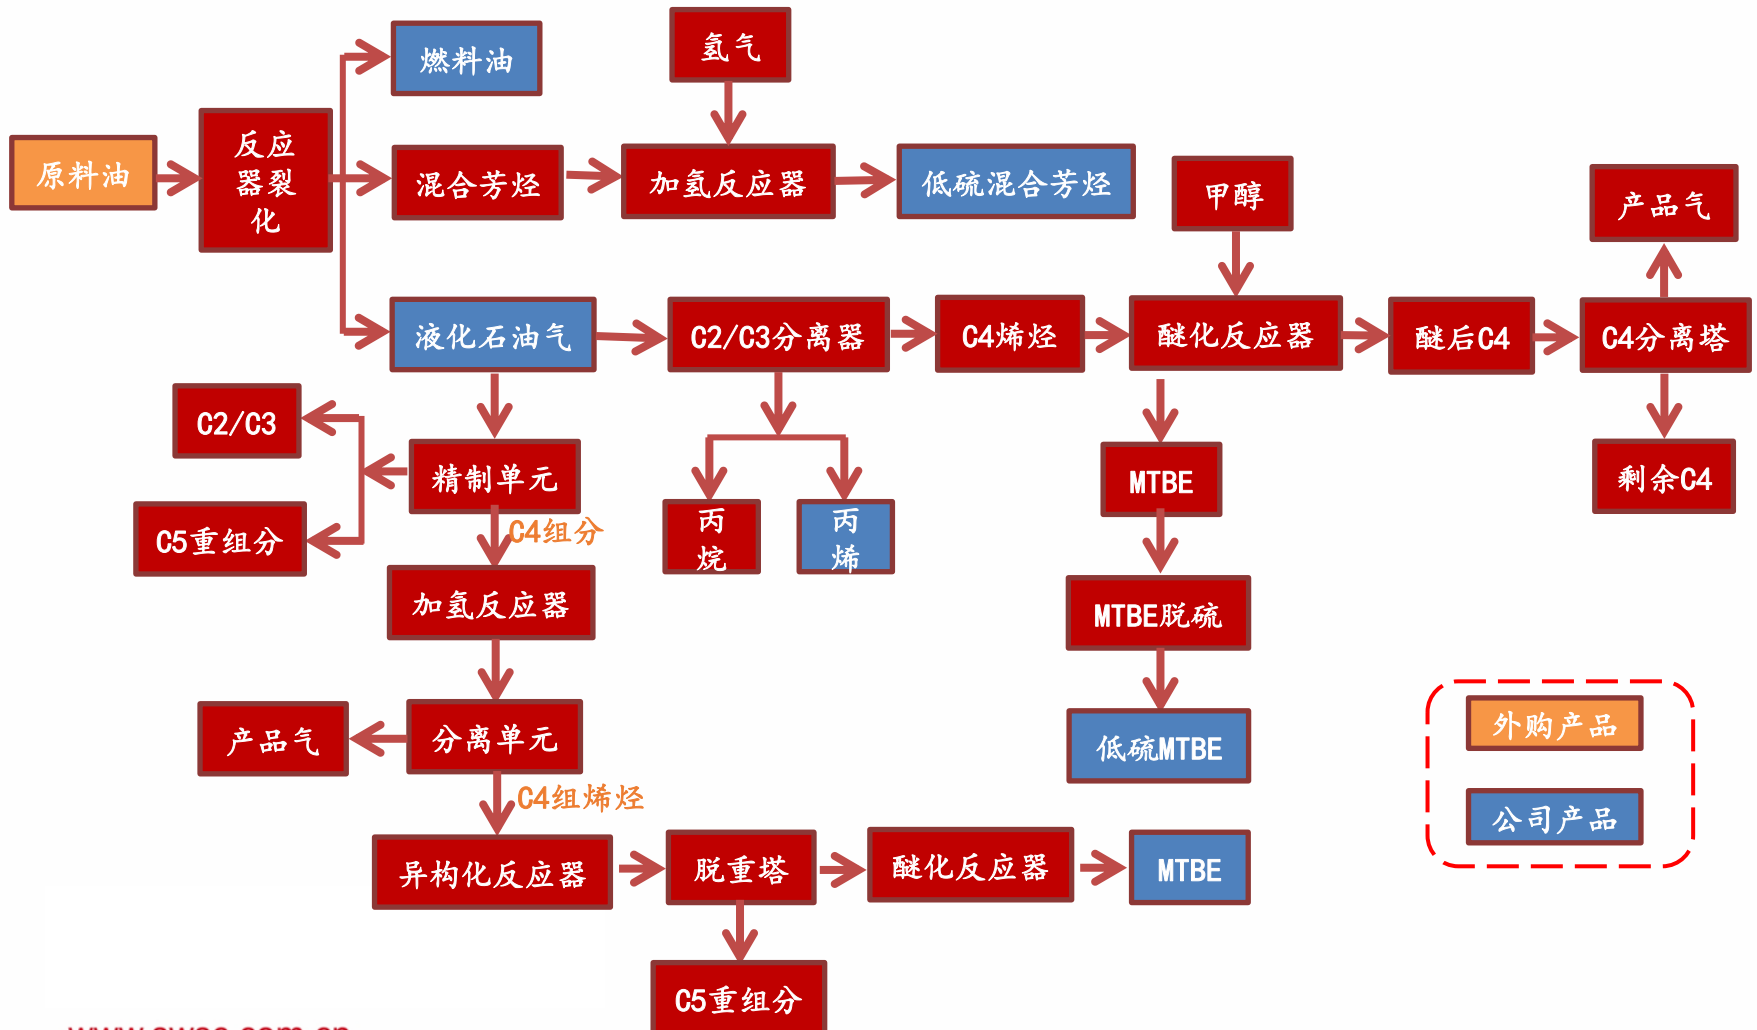 燃料油
氢气
原料油
反应
器裂
化
混合芳烃
加氢反应器
低硫混合芳烃
甲醇
产品气
液化石油气
C2/C3分离器
C4烯烃
醚化反应器
醚后C4
C4分离塔
C2/C3
精制单元
C5重组分
C4组分
丙
烷
丙
烯
MTBE
剩余C4
加氢反应器
MTBE脱硫
产品气
分离单元
低硫MTBE
C4组烯烃
外购产品
公司产品
异构化反应器
脱重塔
醚化反应器
MTBE
C5重组分